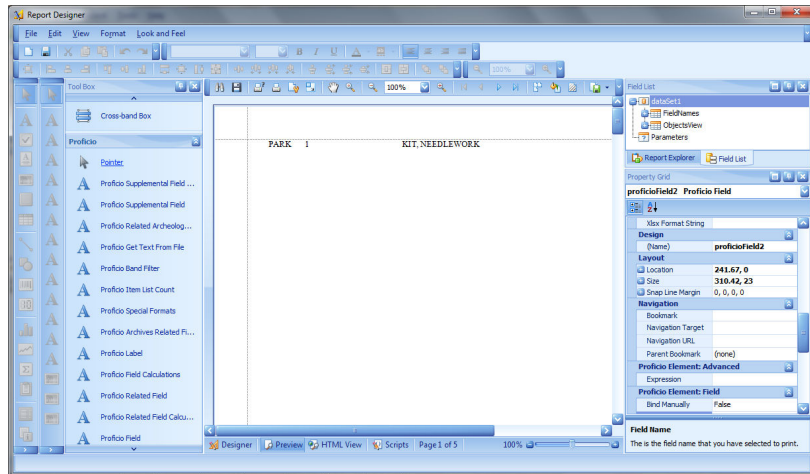 Report Designer
File Edit View Format Look and Feel
100%
Tool Box
Cross-band Box
Proficio
Pointer
Proficio Supplemental Field ...
Proficio Supplemental Field
Proficio Related Archeolog...
Proficio Get Text From File
Proficio Band Filter
Proficio Item List Count
Proficio Special Formats
Proficio Archives Related Fi...
Proficio Label
Proficio Field Calculations
Proficio Related Field
Proficio Related Field Calcu...
Proficio Field
100%
PARK 1 KIT, NEEDLEWORK
Designer Preview HTML View Scripts Page 1 of 5 100%
Field List
dataSet1
FieldNames
ObjectsView
Parameters
Report Explorer Field List
Property Grid
proficioField2 Proficio Field
Xlsx Format String
Design
(Name) proficioField2
Layout
Location 241.67, 0
Size 310.42, 23
Snap Line Margin 0, 0, 0, 0
Navigation
Bookmark
Navigation Target
Navigation URL
Parent Bookmark (none)
Proficio Element: Advanced
Expression
Proficio Element: Field
Bind Manually False
Field Name
The is the field name that you have selected to print.